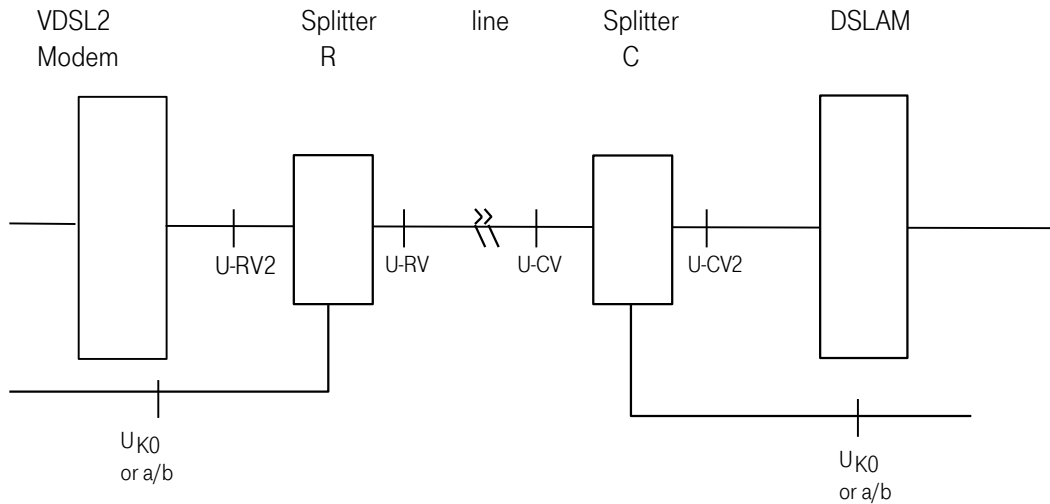 VDSL2
Modem
Splitter
R
line
Splitter
C
DSLAM
U-RV2
U-RV
U-CV
U-CV2
UK0
or a/b
UK0
or a/b